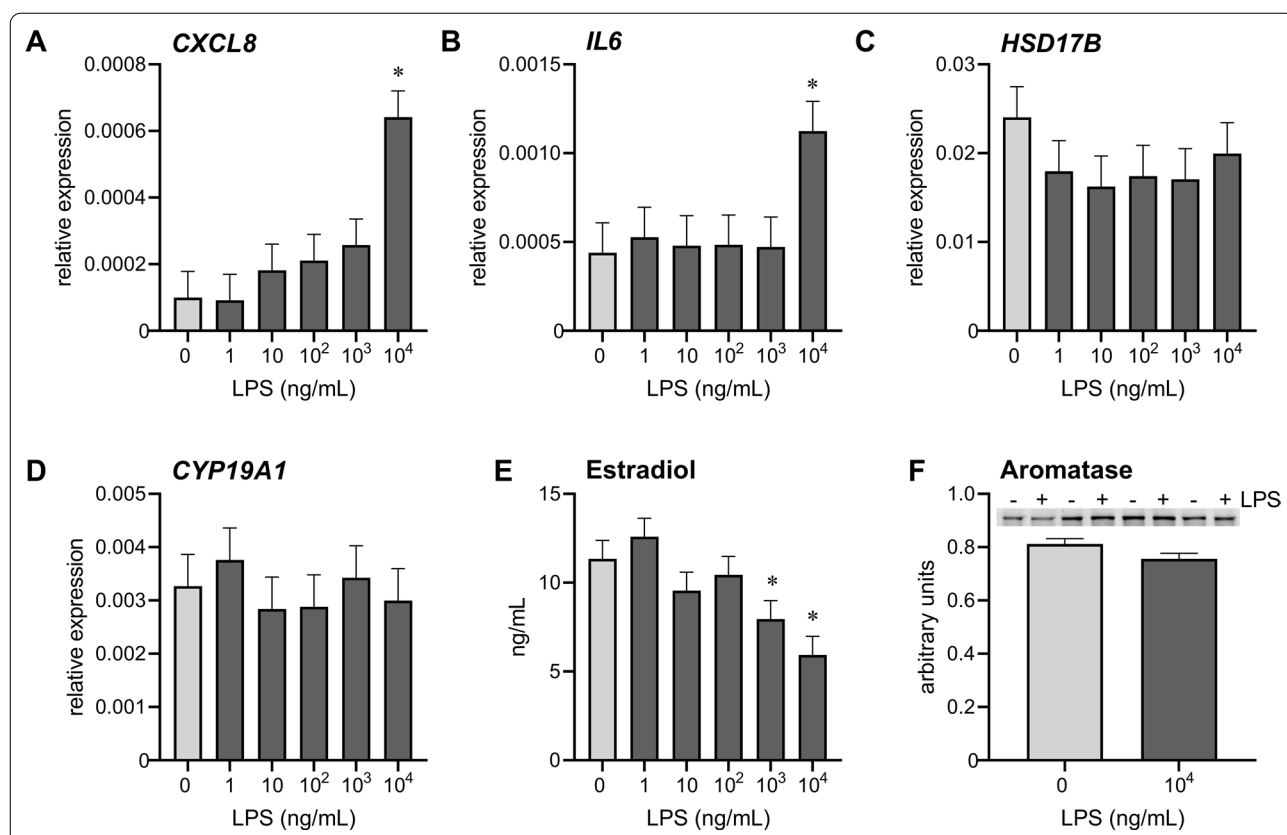 A CXCL8
0.0008
0.0006
0.0004
0.0002
0
relative expression
*
0 1 10 10² 10³ 10⁴
LPS (ng/mL)
B IL6
0.0015
0.0010
0.0005
0
relative expression
*
0 1 10 10² 10³ 10⁴
LPS (ng/mL)
C HSD17B
0.03
0.02
0.01
0
relative expression
0 1 10 10² 10³ 10⁴
LPS (ng/mL)
D CYP19A1
0.005
0.004
0.003
0.002
0.001
0
relative expression
0 1 10 10² 10³ 10⁴
LPS (ng/mL)
E Estradiol
15
10
5
0
ng/mL
* *
0 1 10 10² 10³ 10⁴
LPS (ng/mL)
F Aromatase
- + - + - + - + LPS
1.0
0.8
0.6
0.4
0.2
0
arbitrary units
0 10⁴
LPS (ng/mL)